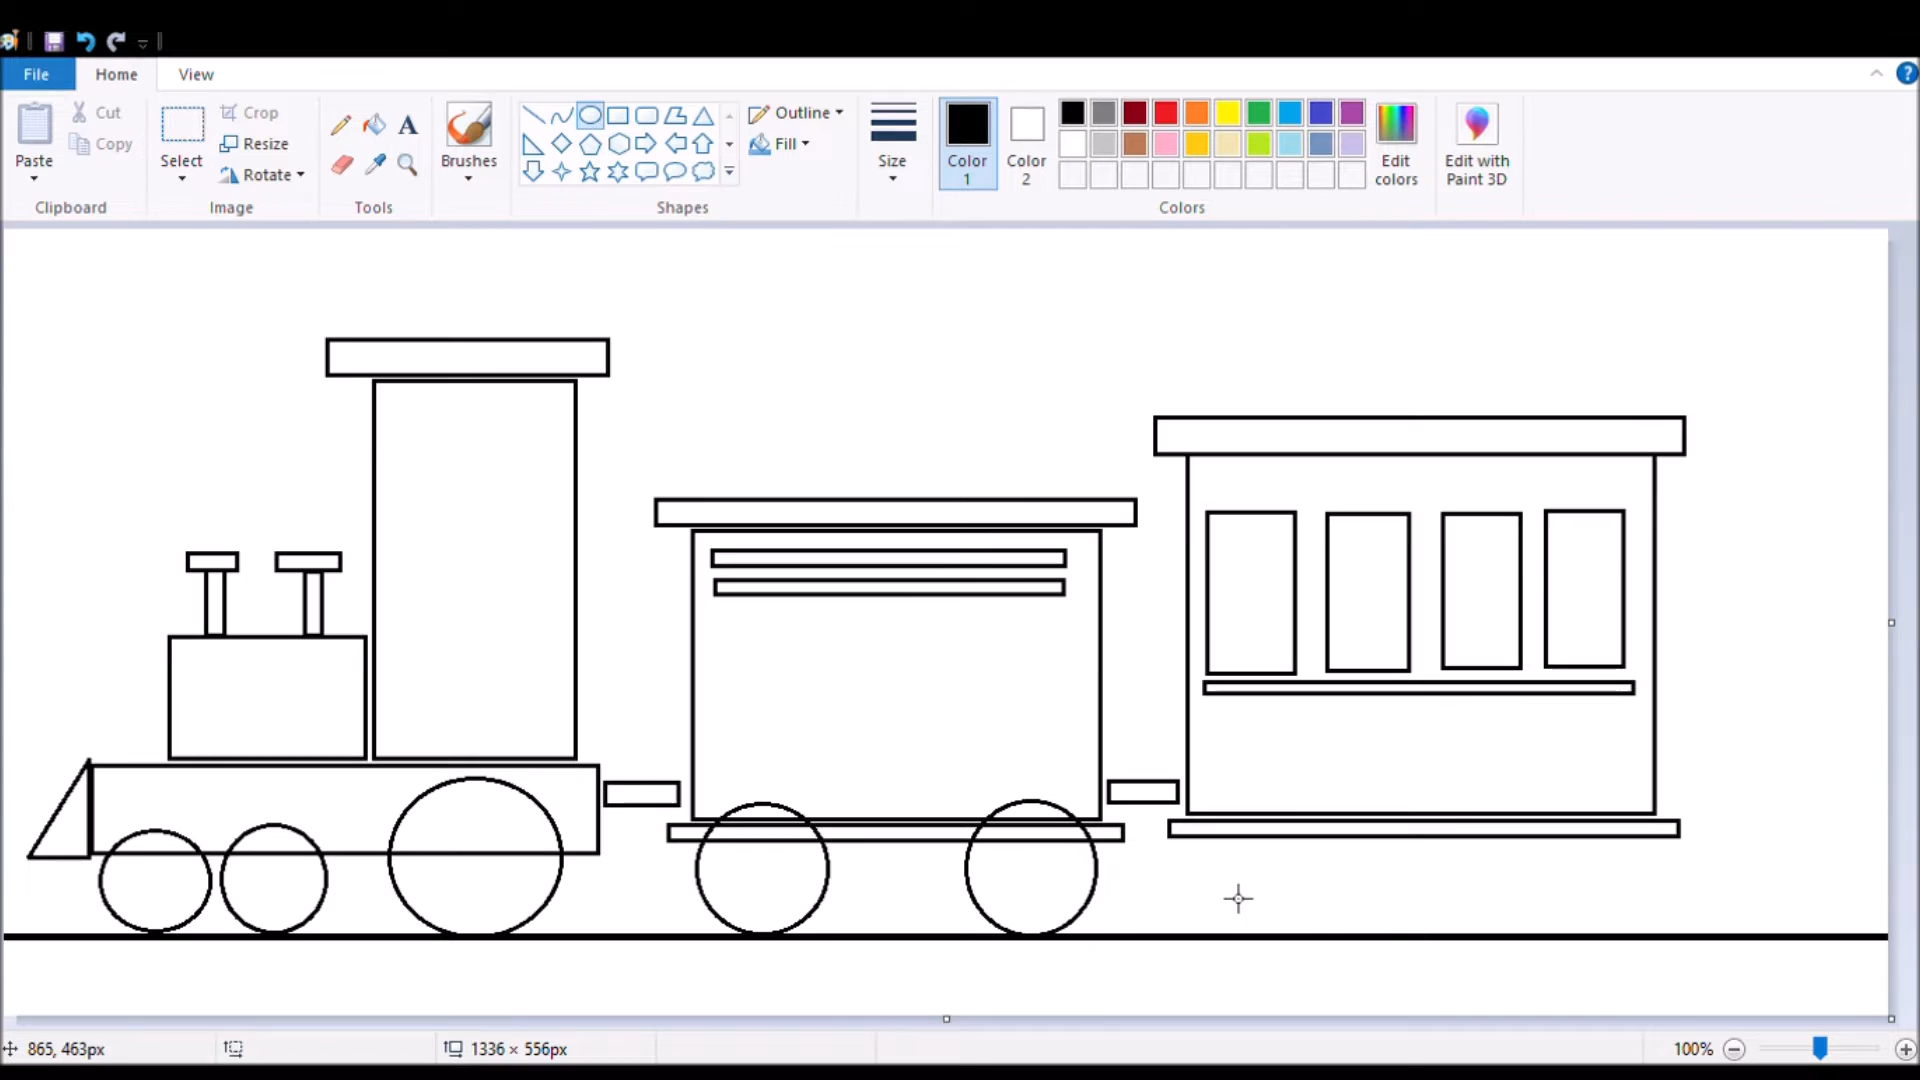 File Home View
Paste Cut Copy Select Crop Resize Rotate A Brushes Outline Fill Size Color 1 Color 2 Edit colors Edit with Paint 3D
Clipboard Image Tools Shapes Colors
865, 463px 1336 × 556px 100%